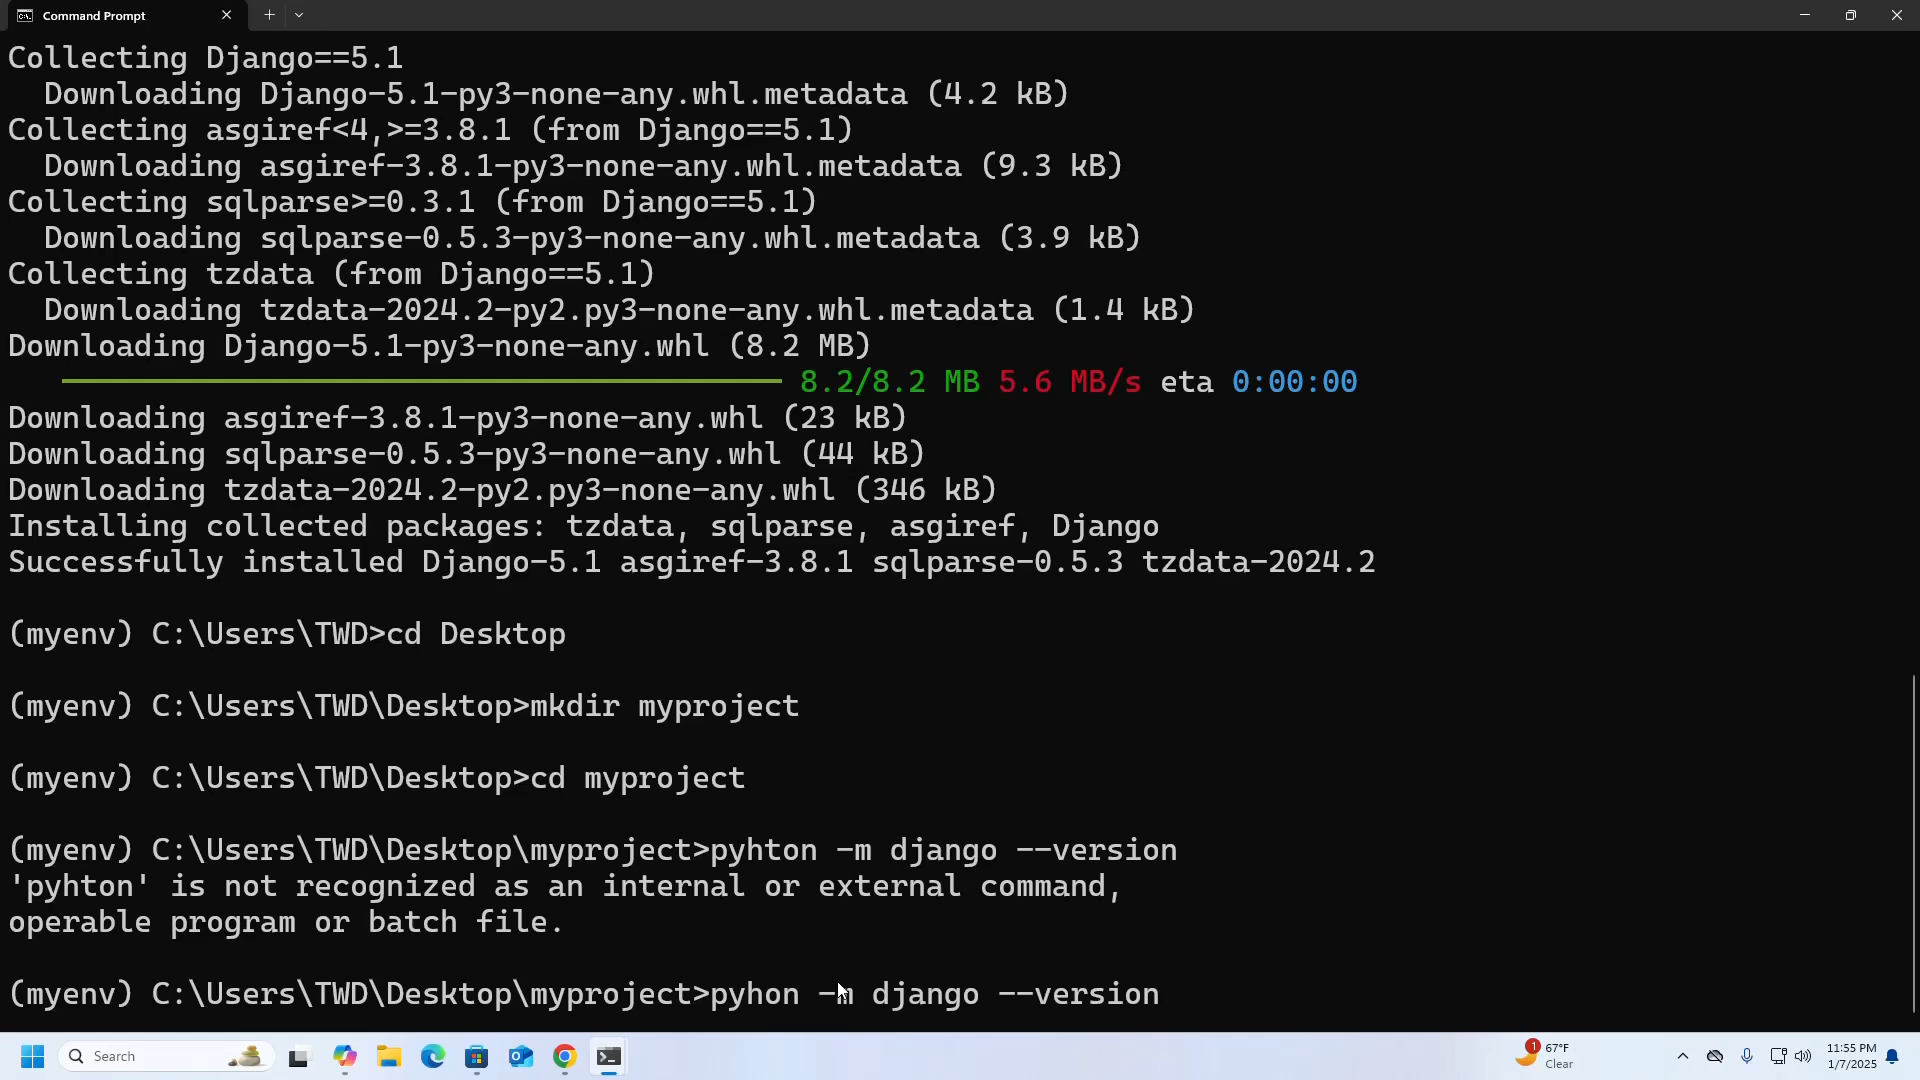 Command Prompt
Collecting Django==5.1
Downloading Django-5.1-py3-none-any.whl.metadata (4.2 kB)
Collecting asgiref<4,>=3.8.1 (from Django==5.1)
Downloading asgiref-3.8.1-py3-none-any.whl.metadata (9.3 kB)
Collecting sqlparse>=0.3.1 (from Django==5.1)
Downloading sqlparse-0.5.3-py3-none-any.whl.metadata (3.9 kB)
Collecting tzdata (from Django==5.1)
Downloading tzdata-2024.2-py2.py3-none-any.whl.metadata (1.4 kB)
Downloading Django-5.1-py3-none-any.whl (8.2 MB)
8.2/8.2 MB 5.6 MB/s eta 0:00:00
Downloading asgiref-3.8.1-py3-none-any.whl (23 kB)
Downloading sqlparse-0.5.3-py3-none-any.whl (44 kB)
Downloading tzdata-2024.2-py2.py3-none-any.whl (346 kB)
Installing collected packages: tzdata, sqlparse, asgiref, Django
Successfully installed Django-5.1 asgiref-3.8.1 sqlparse-0.5.3 tzdata-2024.2
(myenv) C:\Users\TWD>cd Desktop
(myenv) C:\Users\TWD\Desktop>mkdir myproject
(myenv) C:\Users\TWD\Desktop>cd myproject
(myenv) C:\Users\TWD\Desktop\myproject>pyhton -m django --version
'pyhton' is not recognized as an internal or external command,
operable program or batch file.
(myenv) C:\Users\TWD\Desktop\myproject>pyhon -m django --version
Search
1
67°F
Clear
11:55 PM
1/7/2025